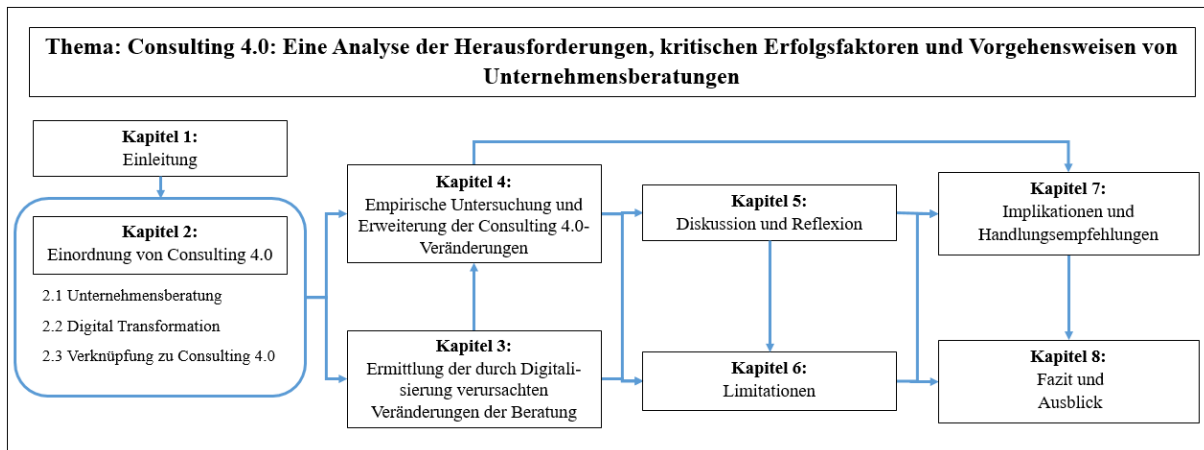 Thema: Consulting 4.0: Eine Analyse der Herausforderungen, kritischen Erfolgsfaktoren und Vorgehensweisen von
Unternehmensberatungen
Kapitel 1:
Einleitung
Kapitel 2:
Einordnung von Consulting 4.0
2.1 Unternehmensberatung
2.2 Digital Transformation
2.3 Verknüpfung zu Consulting 4.0
Kapitel 4:
Empirische Untersuchung und
Erweiterung der Consulting 4.0-
Veränderungen
Kapitel 3:
Ermittlung der durch Digitali-
sierung verursachten
Veränderungen der Beratung
Kapitel 5:
Diskussion und Reflexion
Kapitel 6:
Limitationen
Kapitel 7:
Implikationen und
Handlungsempfehlungen
Kapitel 8:
Fazit und
Ausblick